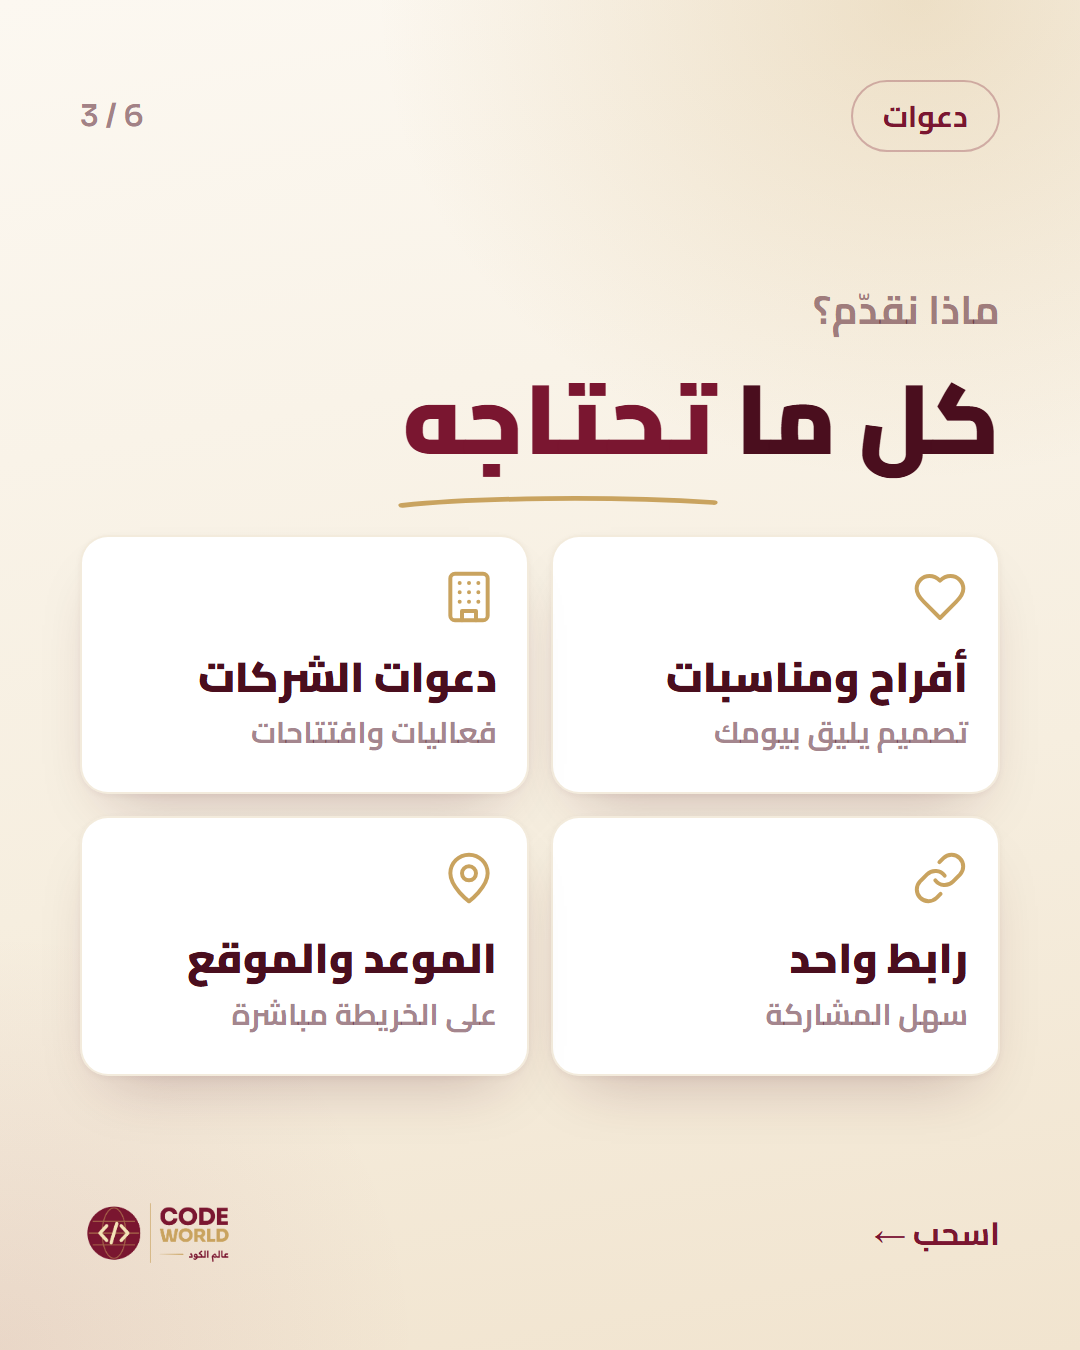 دعوات
3 / 6
ماذا نقدّم؟
كل ما تحتاجه
أفراح ومناسبات
تصميم يليق بيومك
دعوات الشركات
فعاليات وافتتاحات
رابط واحد
سهل المشاركة
الموعد والموقع
على الخريطة مباشرة
اسحب ←
CODE
WORLD
عالم الكود